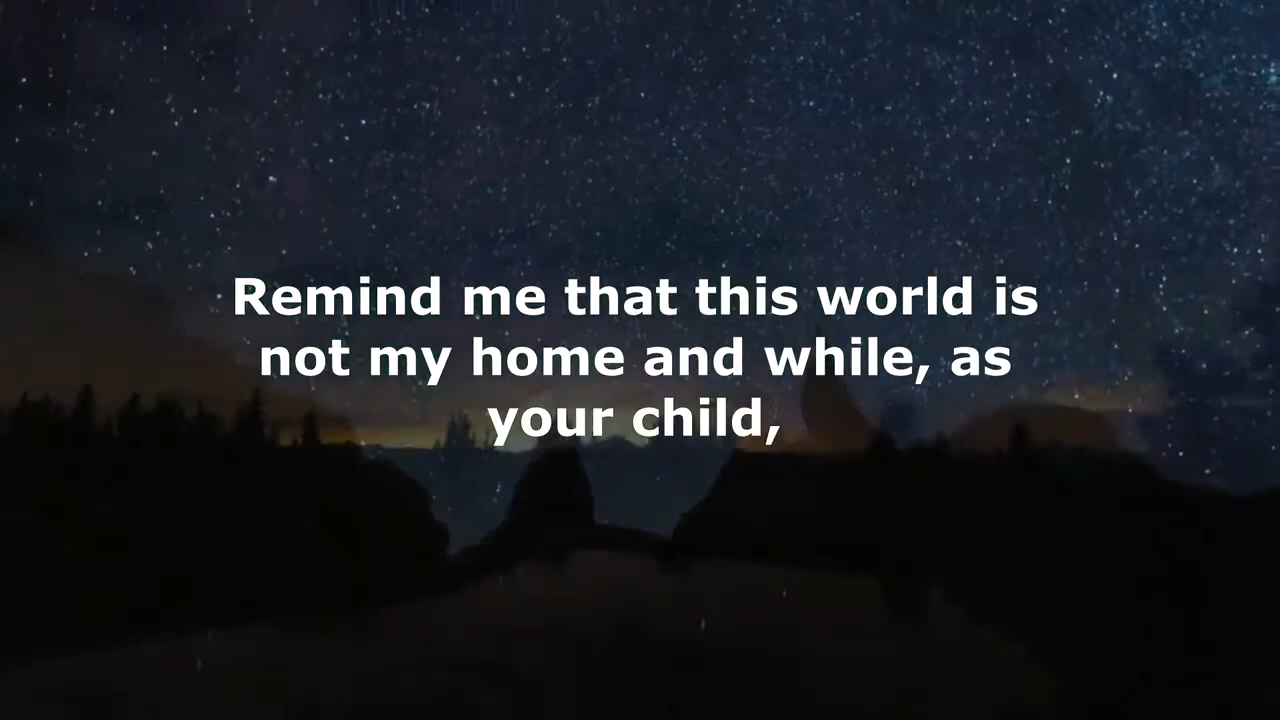 Remind me that this world is
not my home and while, as
your child,